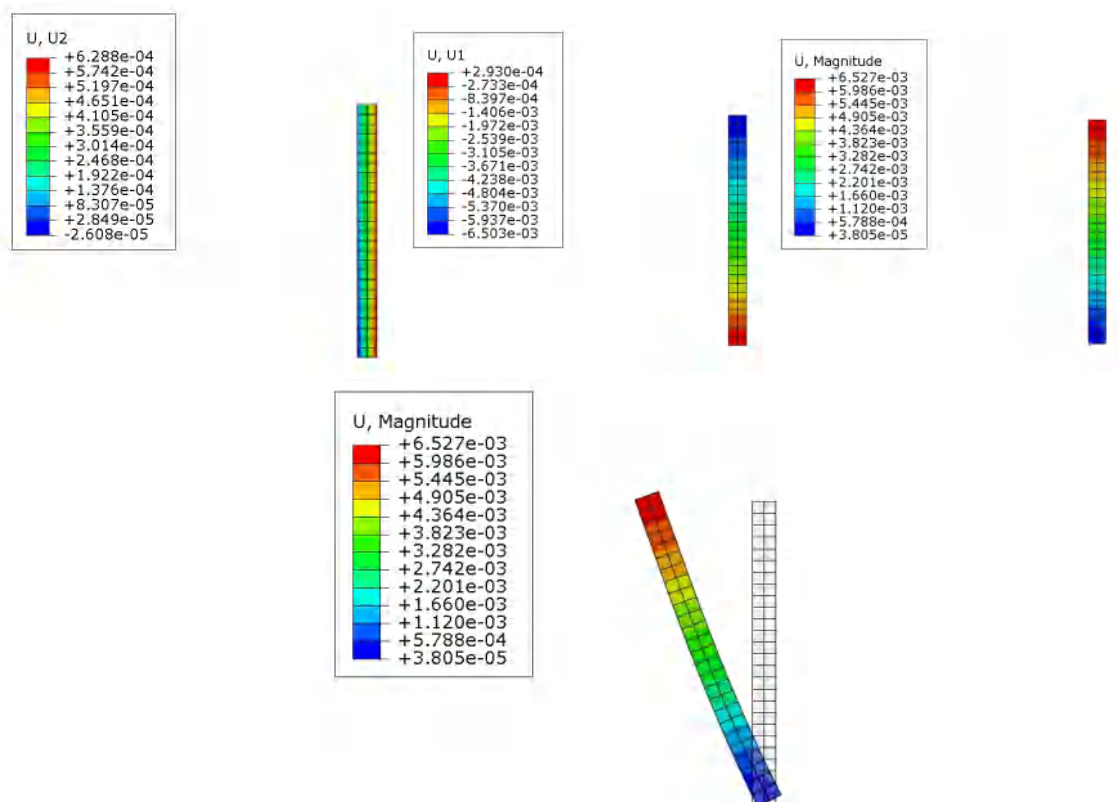 U, U2
+6.288e-04
+5.742e-04
+5.197e-04
+4.651e-04
+4.105e-04
+3.559e-04
+3.014e-04
+2.468e-04
+1.922e-04
+1.376e-04
+8.307e-05
+2.849e-05
-2.608e-05
U, U1
+2.930e-04
-2.733e-04
-8.397e-04
-1.406e-03
-1.972e-03
-2.539e-03
-3.105e-03
-3.671e-03
-4.238e-03
-4.804e-03
-5.370e-03
-5.937e-03
-6.503e-03
U, Magnitude
+6.527e-03
+5.986e-03
+5.445e-03
+4.905e-03
+4.364e-03
+3.823e-03
+3.282e-03
+2.742e-03
+2.201e-03
+1.660e-03
+1.120e-03
+5.788e-04
+3.805e-05
U, Magnitude
+6.527e-03
+5.986e-03
+5.445e-03
+4.905e-03
+4.364e-03
+3.823e-03
+3.282e-03
+2.742e-03
+2.201e-03
+1.660e-03
+1.120e-03
+5.788e-04
+3.805e-05